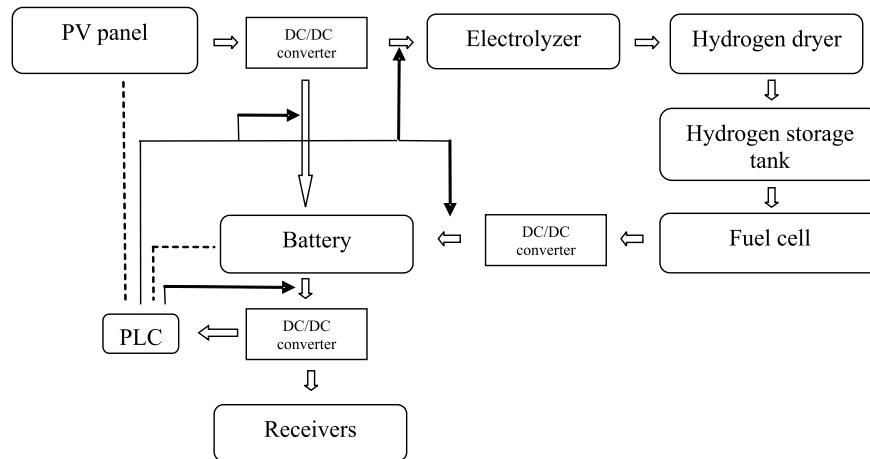 PV panel
DC/DC
converter
Electrolyzer
Hydrogen dryer
Hydrogen storage
tank
Battery
DC/DC
converter
Fuel cell
PLC
DC/DC
converter
Receivers